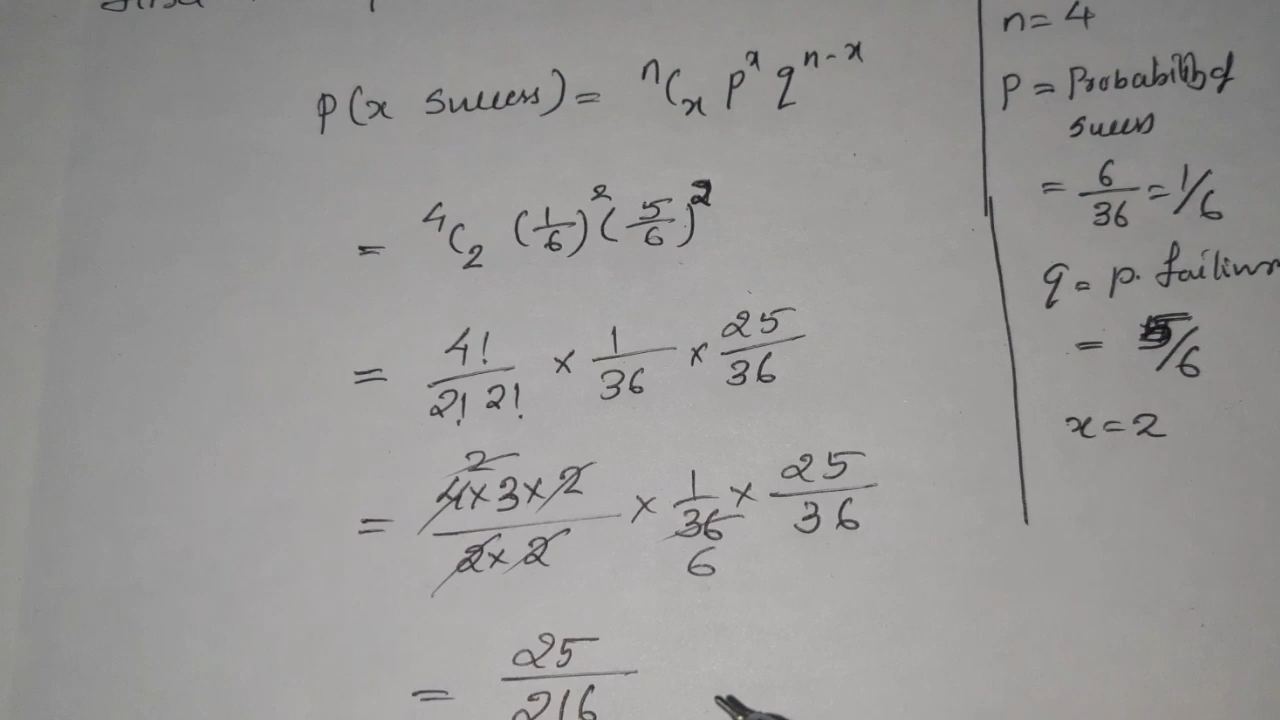 P(x success) = ⁿCₓ pˣ qⁿ⁻ˣ
= ⁴C₂ (1/6)² (5/6)²
= 4!/2! 2! × 1/36 × 25/36
2
= 4×3×2/2×2 × 1/36 × 25/36
6
= 25/216
n = 4
P = Probability of
success
= 6/36 = 1/6
q = p. failur
= 5/6
x = 2